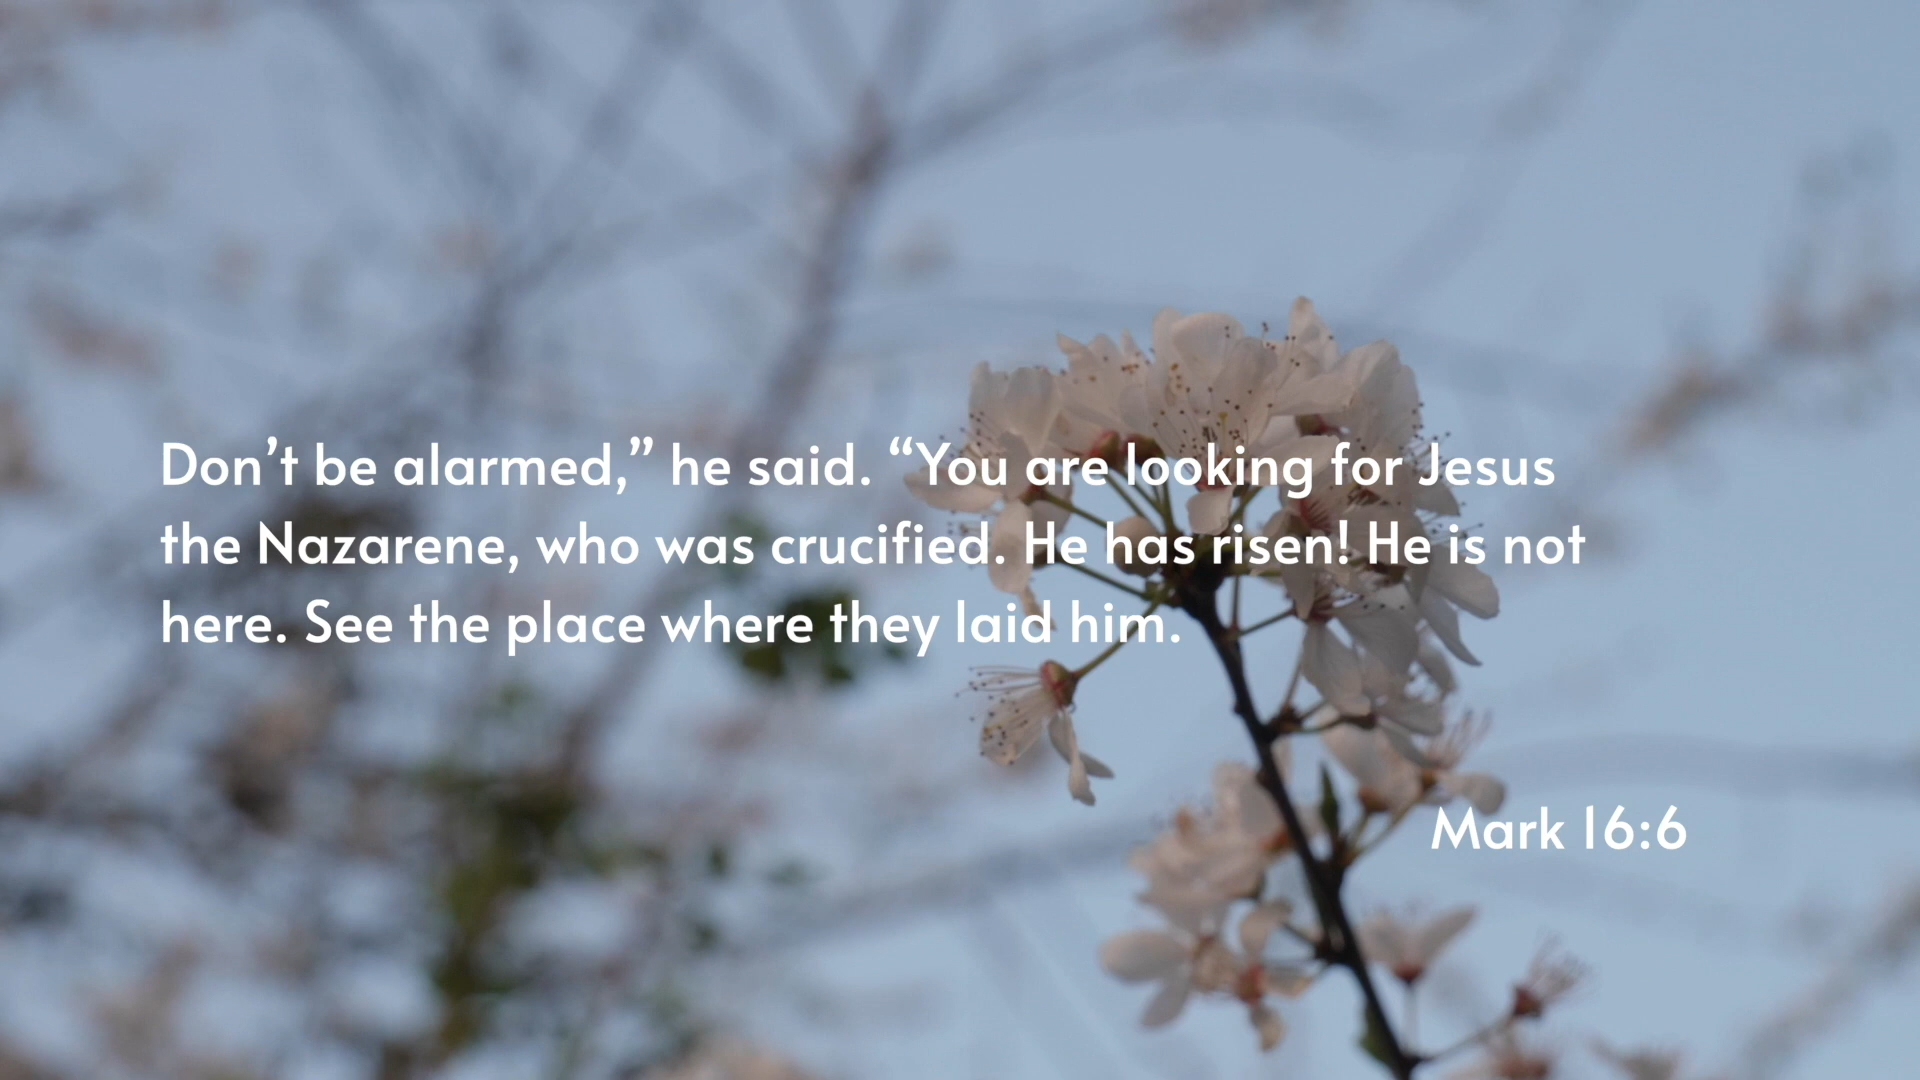 Don’t be alarmed,” he said. “You are looking for Jesus
the Nazarene, who was crucified. He has risen! He is not
here. See the place where they laid him.
Mark 16:6